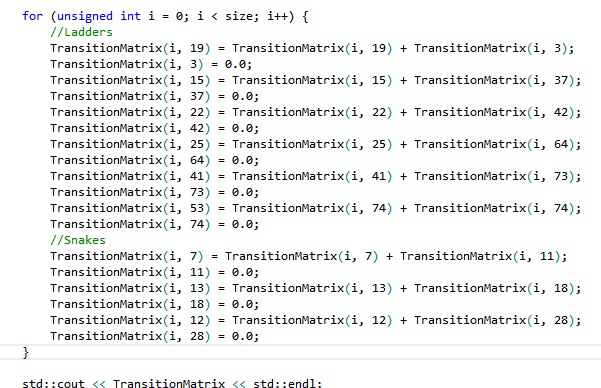 for (unsigned int i = 0; i < size; i++) {
//Ladders
TransitionMatrix(i, 19) = TransitionMatrix(i, 19) + TransitionMatrix(i, 3);
TransitionMatrix(i, 3) = 0.0;
TransitionMatrix(i, 15) = TransitionMatrix(i, 15) + TransitionMatrix(i, 37);
TransitionMatrix(i, 37) = 0.0;
TransitionMatrix(i, 22) = TransitionMatrix(i, 22) + TransitionMatrix(i, 42);
TransitionMatrix(i, 42) = 0.0;
TransitionMatrix(i, 25) = TransitionMatrix(i, 25) + TransitionMatrix(i, 64);
TransitionMatrix(i, 64) = 0.0;
TransitionMatrix(i, 41) = TransitionMatrix(i, 41) + TransitionMatrix(i, 73);
TransitionMatrix(i, 73) = 0.0;
TransitionMatrix(i, 53) = TransitionMatrix(i, 74) + TransitionMatrix(i, 74);
TransitionMatrix(i, 74) = 0.0;
//Snakes
TransitionMatrix(i, 7) = TransitionMatrix(i, 7) + TransitionMatrix(i, 11);
TransitionMatrix(i, 11) = 0.0;
TransitionMatrix(i, 13) = TransitionMatrix(i, 13) + TransitionMatrix(i, 18);
TransitionMatrix(i, 18) = 0.0;
TransitionMatrix(i, 12) = TransitionMatrix(i, 12) + TransitionMatrix(i, 28);
TransitionMatrix(i, 28) = 0.0;
}
std::cout << TransitionMatrix << std::endl;